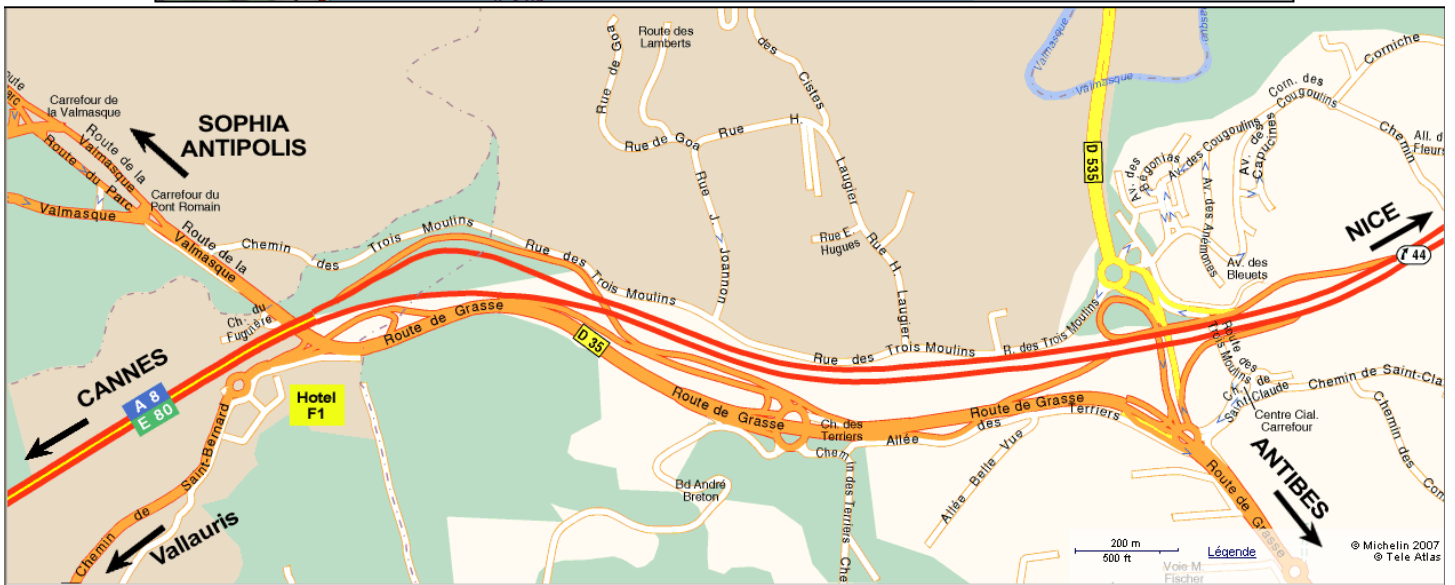 Route des
Lamberts
Rue de Goa
des Cistes
Valmasque
Valmasque
Valmasque
Corniche
Corn. des
Cougoulins
Carrefour de
la Valmasque
SOPHIA
ANTIPOLIS
Route de la
Valmasque
Route du Parc
Carrefour du
Pont Romain
Valmasque
Route de la
Valmasque
Rue de Goa
Rue H.
Laugier
Rue J.
Joannon
Rue E.
Hugues
Rue H.
Laugier
D 535
Av. des
Bégonias
Av. des Cougoulins
Av. des
Capucines
Av. des Anémones
Av. des
Bleuets
Chemin
All. d
Fleurs
NICE
44
Chemin des Trois Moulins
Rue des Trois Moulins
Rue des Trois Moulins
R. des Trois Moulins
Route des
Trois Moulins
Ch. du
Fuguière
Route de Grasse
D 35
CANNES
A 8
E 80
Hotel
F1
Route de Grasse
Ch. des
Terriers
Route de Grasse
Allée des Terriers
Ch. de
Saint-Claude
Chemin de Saint-Cla
Centre Cial.
Carrefour
Chemin des
Con
Chemin de Saint-Bernard
Vallauris
Bd André
Breton
Chemin des Terriers
Che
Allée Belle Vue
Route de Gr
ANTIBES
200 m
500 ft
Légende
Voie M.
Fischer
© Michelin 2007
© Tele Atlas